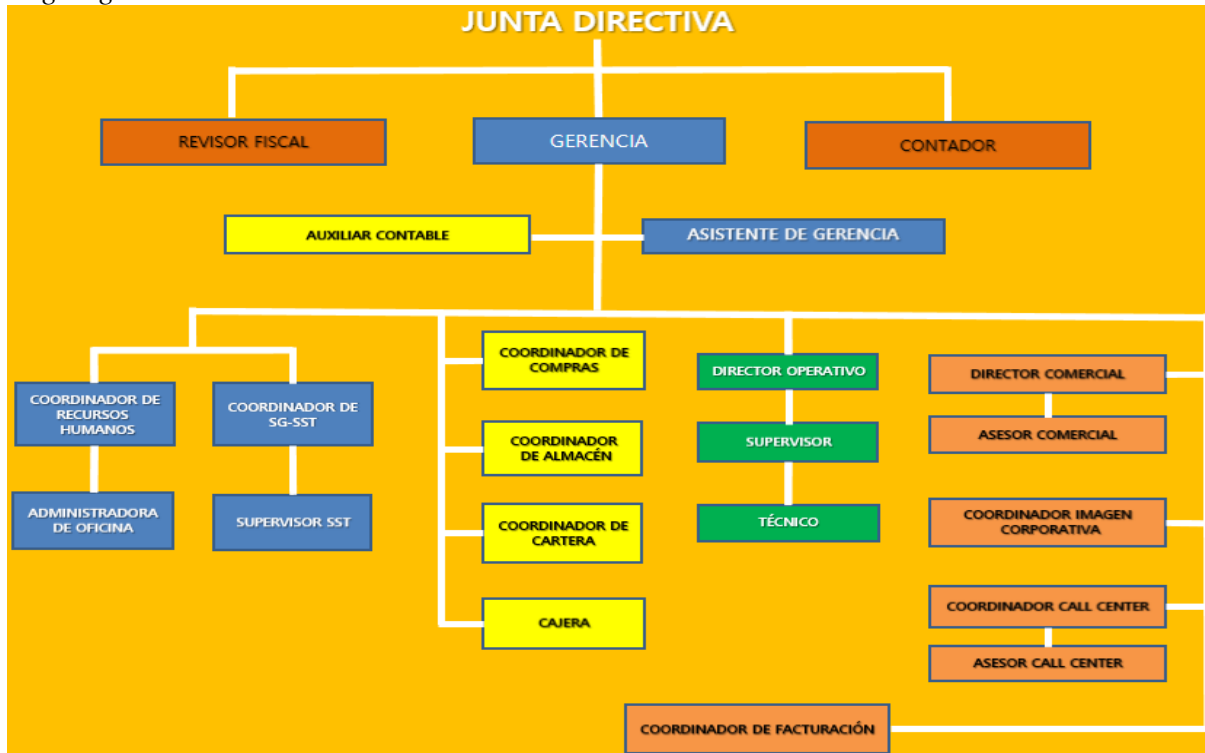 JUNTA DIRECTIVA
REVISOR FISCAL
GERENCIA
CONTADOR
AUXILIAR CONTABLE
ASISTENTE DE GERENCIA
COORDINADOR DE
RECURSOS
HUMANOS
COORDINADOR DE
SG-SST
ADMINISTRADORA
DE OFICINA
SUPERVISOR SST
COORDINADOR DE
COMPRAS
COORDINADOR
DE ALMACÉN
COORDINADOR DE
CARTERA
CAJERA
DIRECTOR OPERATIVO
SUPERVISOR
TÉCNICO
DIRECTOR COMERCIAL
ASESOR COMERCIAL
COORDINADOR IMAGEN
CORPORATIVA
COORDINADOR CALL CENTER
ASESOR CALL CENTER
COORDINADOR DE FACTURACIÓN